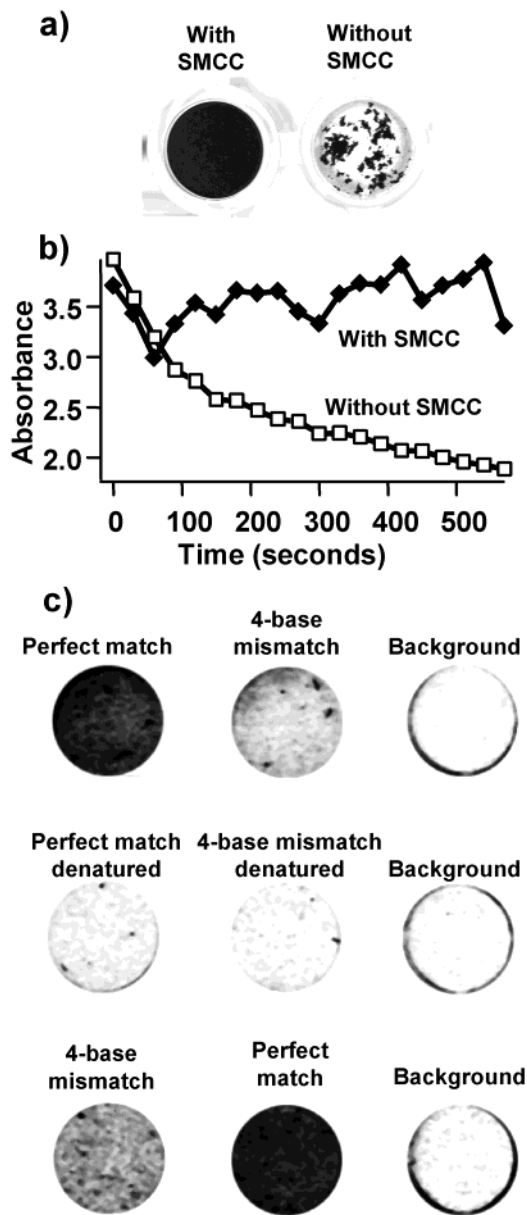 a)
With
SMCC
Without
SMCC
b)
Absorbance
3.5
3.0
2.5
2.0
With SMCC
Without SMCC
0 100 200 300 400 500
Time (seconds)
c)
Perfect match
4-base
mismatch
Background
Perfect match
denatured
4-base mismatch
denatured
Background
4-base
mismatch
Perfect
match
Background